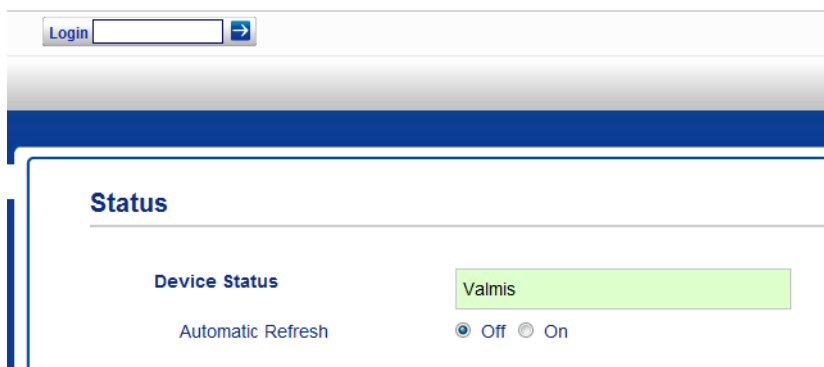 Login
Status
Device Status Valmis
Automatic Refresh Off On